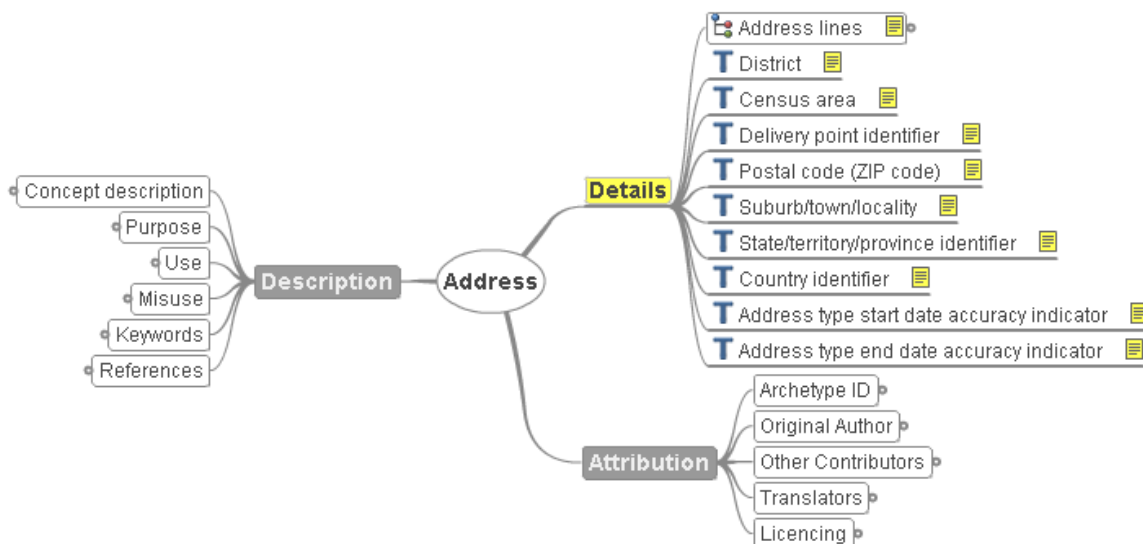 Address lines
District
Census area
Delivery point identifier
Details
Postal code (ZIP code)
Concept description
Suburb/town/locality
Purpose
State/territory/province identifier
Use
Description
Address
Country identifier
Misuse
Address type start date accuracy indicator
Keywords
Address type end date accuracy indicator
References
Archetype ID
Original Author
Attribution
Other Contributors
Translators
Licencing